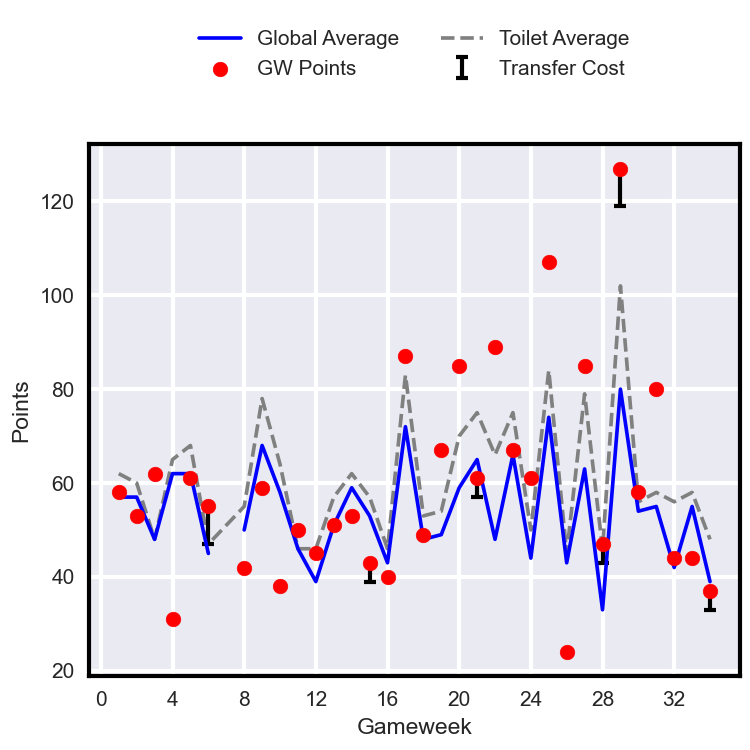 Global Average
Toilet Average
GW Points
Transfer Cost
120
100
80
60
40
20
Points
0 4 8 12 16 20 24 28 32
Gameweek